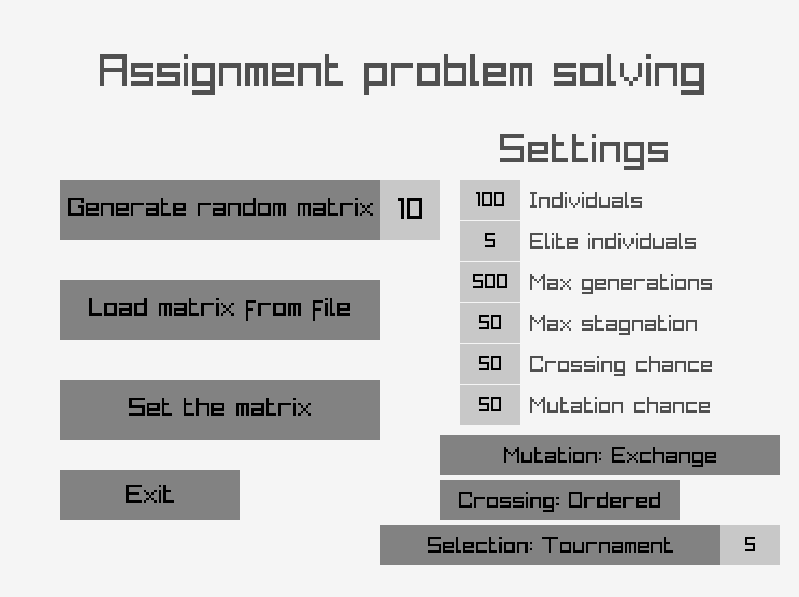 Assignment problem solving
Settings
Generate random matrix 10
Load matrix from file
Set the matrix
Exit
100 Individuals
5 Elite individuals
500 Max generations
50 Max stagnation
50 Crossing chance
50 Mutation chance
Mutation: Exchange
Crossing: Ordered
Selection: Tournament 5